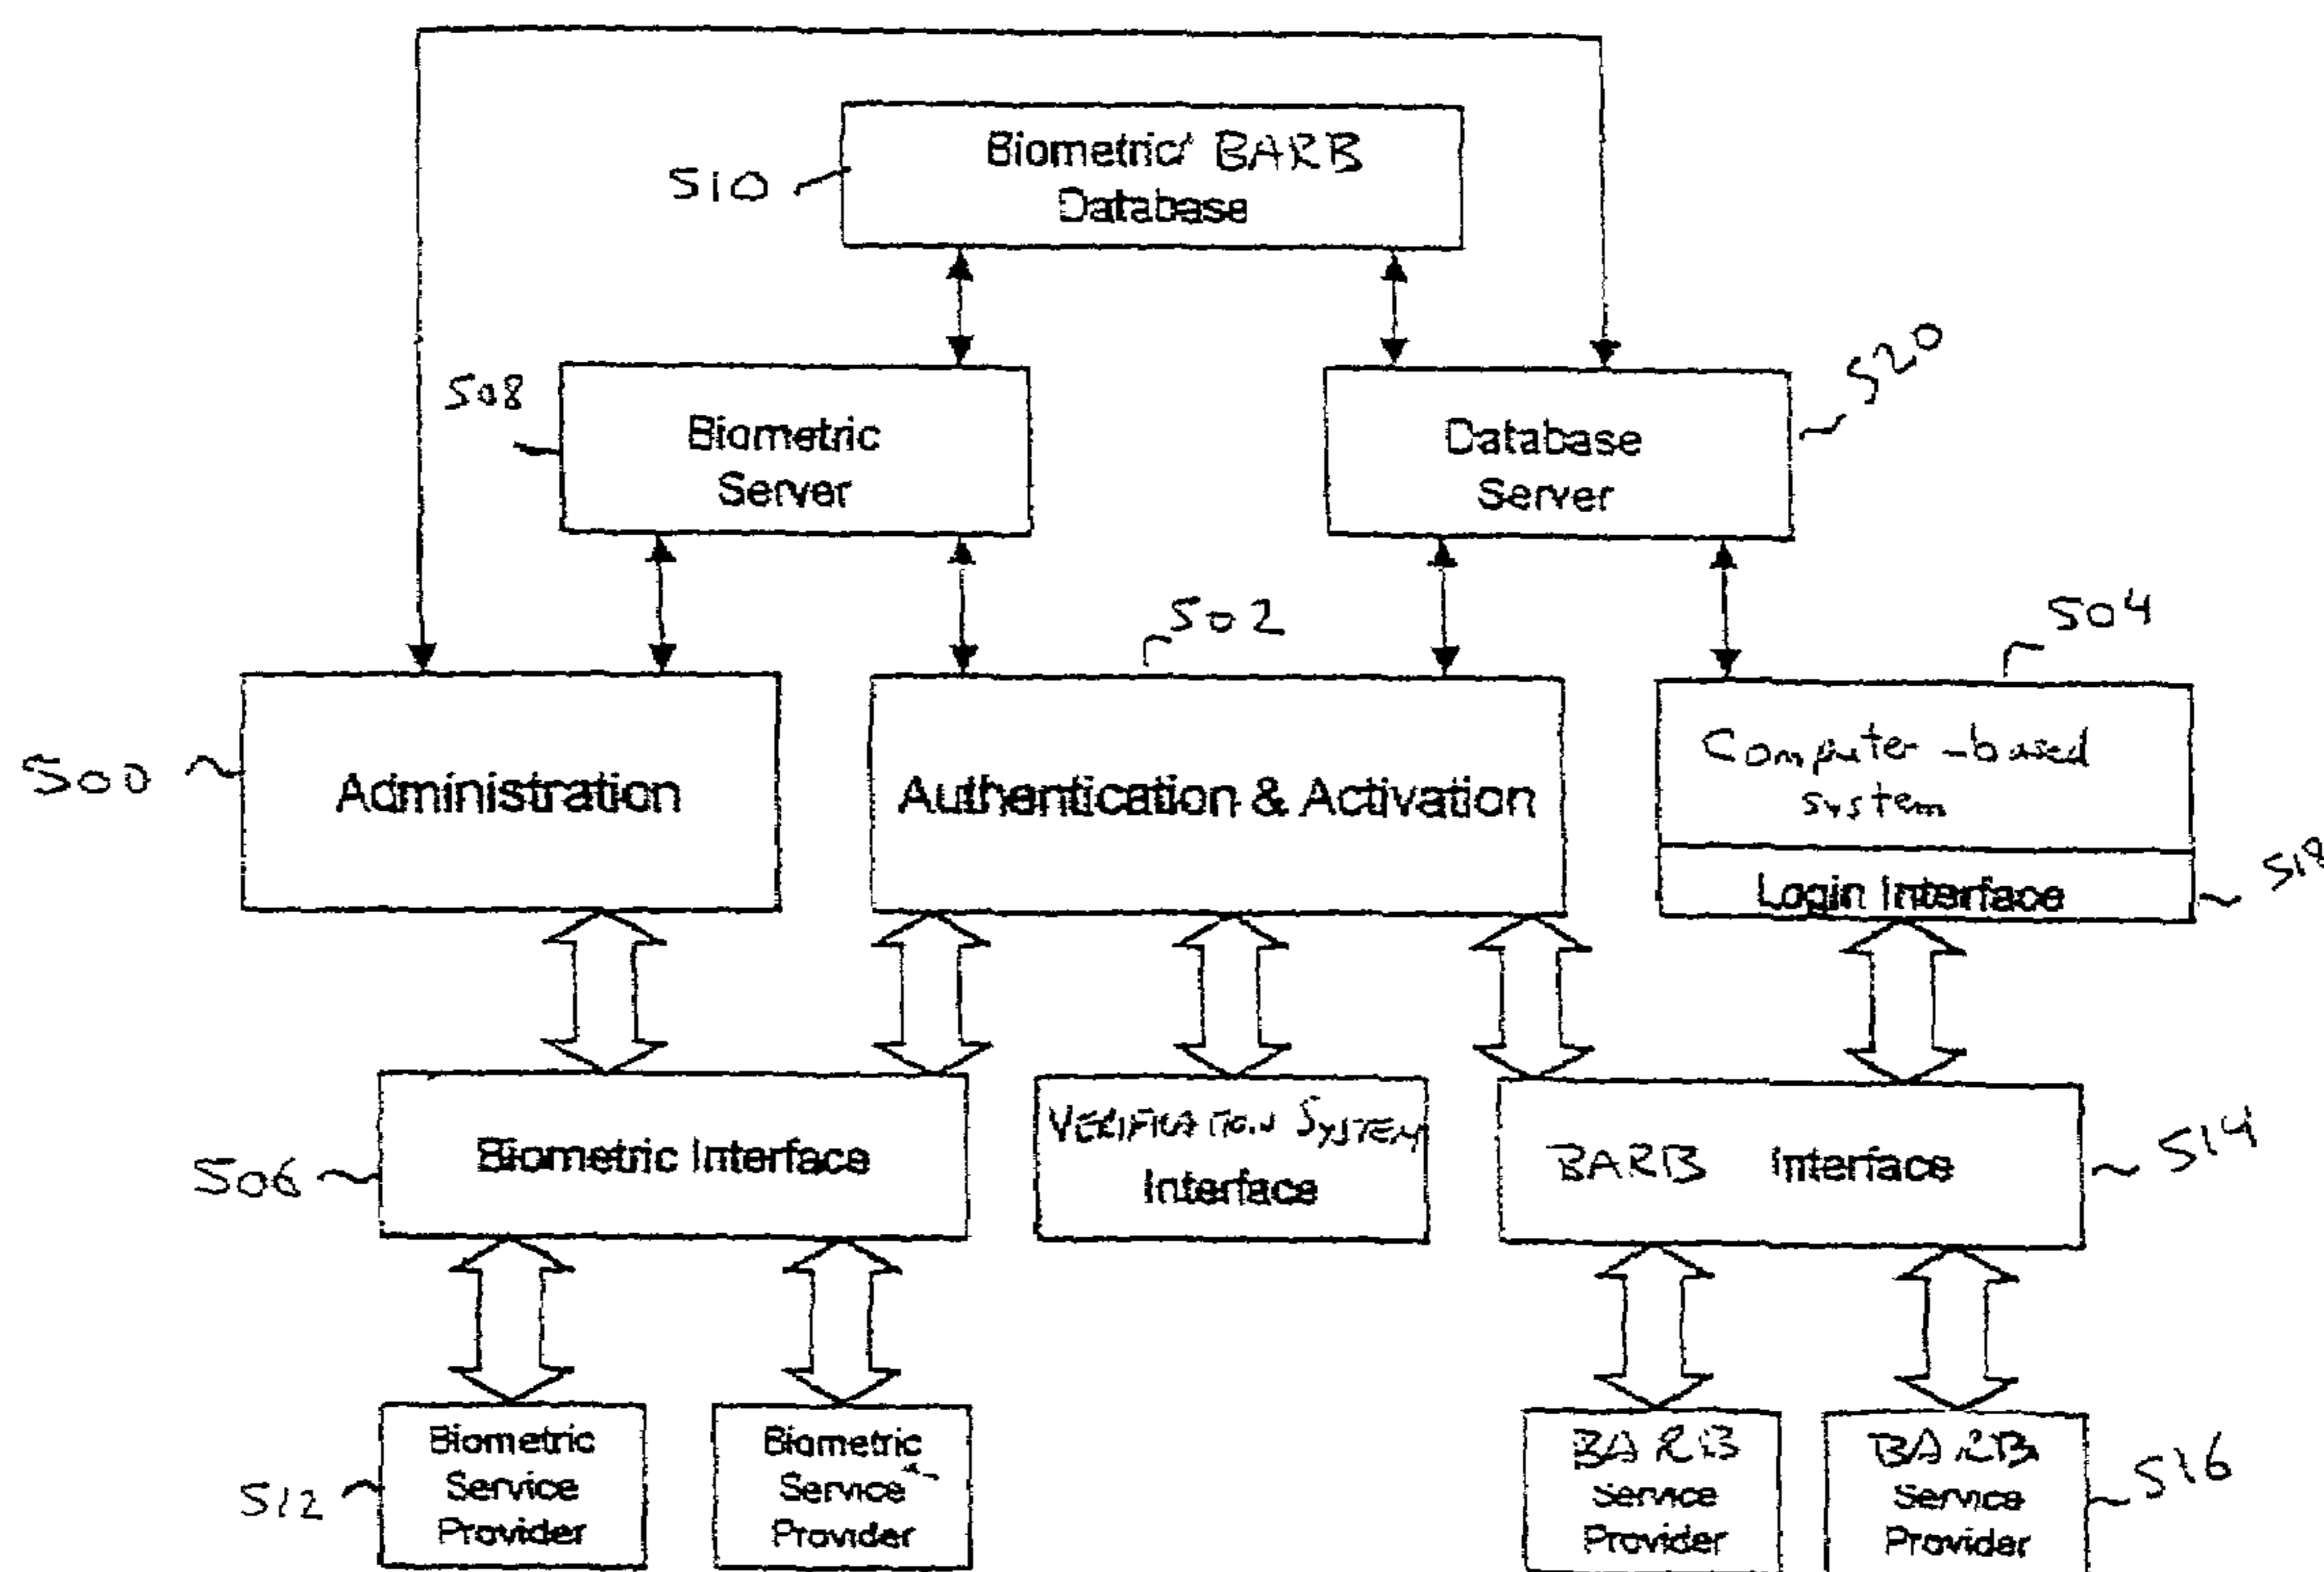 Biometric/ BARB
Database
510
508
Biometric
Server
Database
Server
520
502
504
500
Administration
Authentication & Activation
Computer-based
system
Login Interface
518
506
Biometric Interface
VERIFICATION SYSTEM
Interface
BARB Interface
514
512
Biometric
Service
Provider
Biometric
Service
Provider
BARB
Service
Provider
BARB
Service
Provider
516